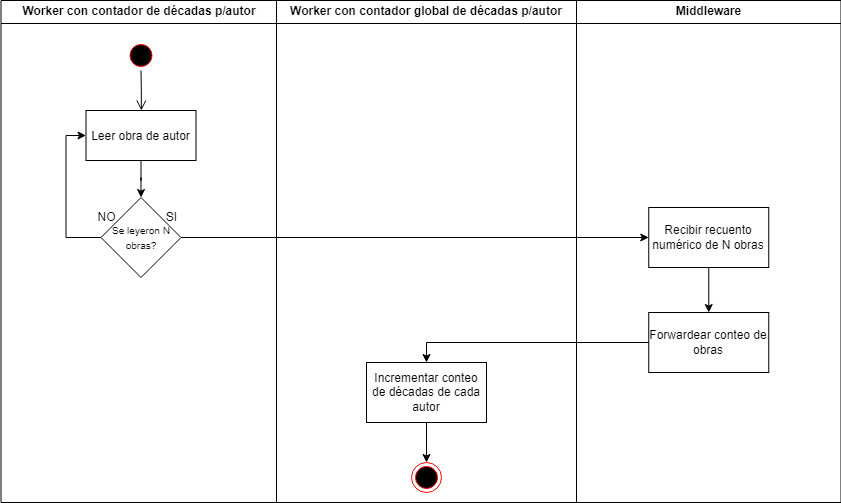 Worker con contador de décadas p/autor
Worker con contador global de décadas p/autor
Middleware
Leer obra de autor
NO
SI
Se leyeron N
obras?
Recibir recuento
numérico de N obras
Forwardear conteo de
obras
Incrementar conteo
de décadas de cada
autor